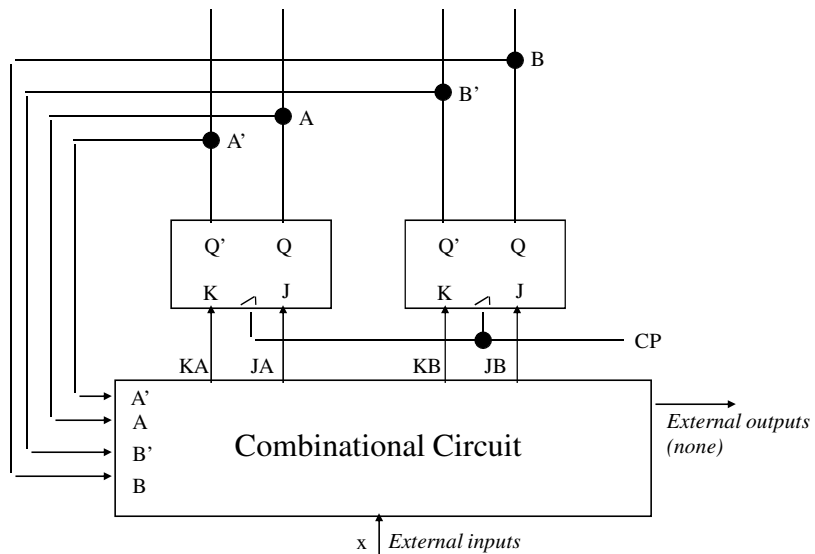 B
B’
A
A’
Q’ Q Q’ Q
K J K J
CP
KA JA KB JB
A’
A
B’
B
Combinational Circuit
External outputs
(none)
x External inputs